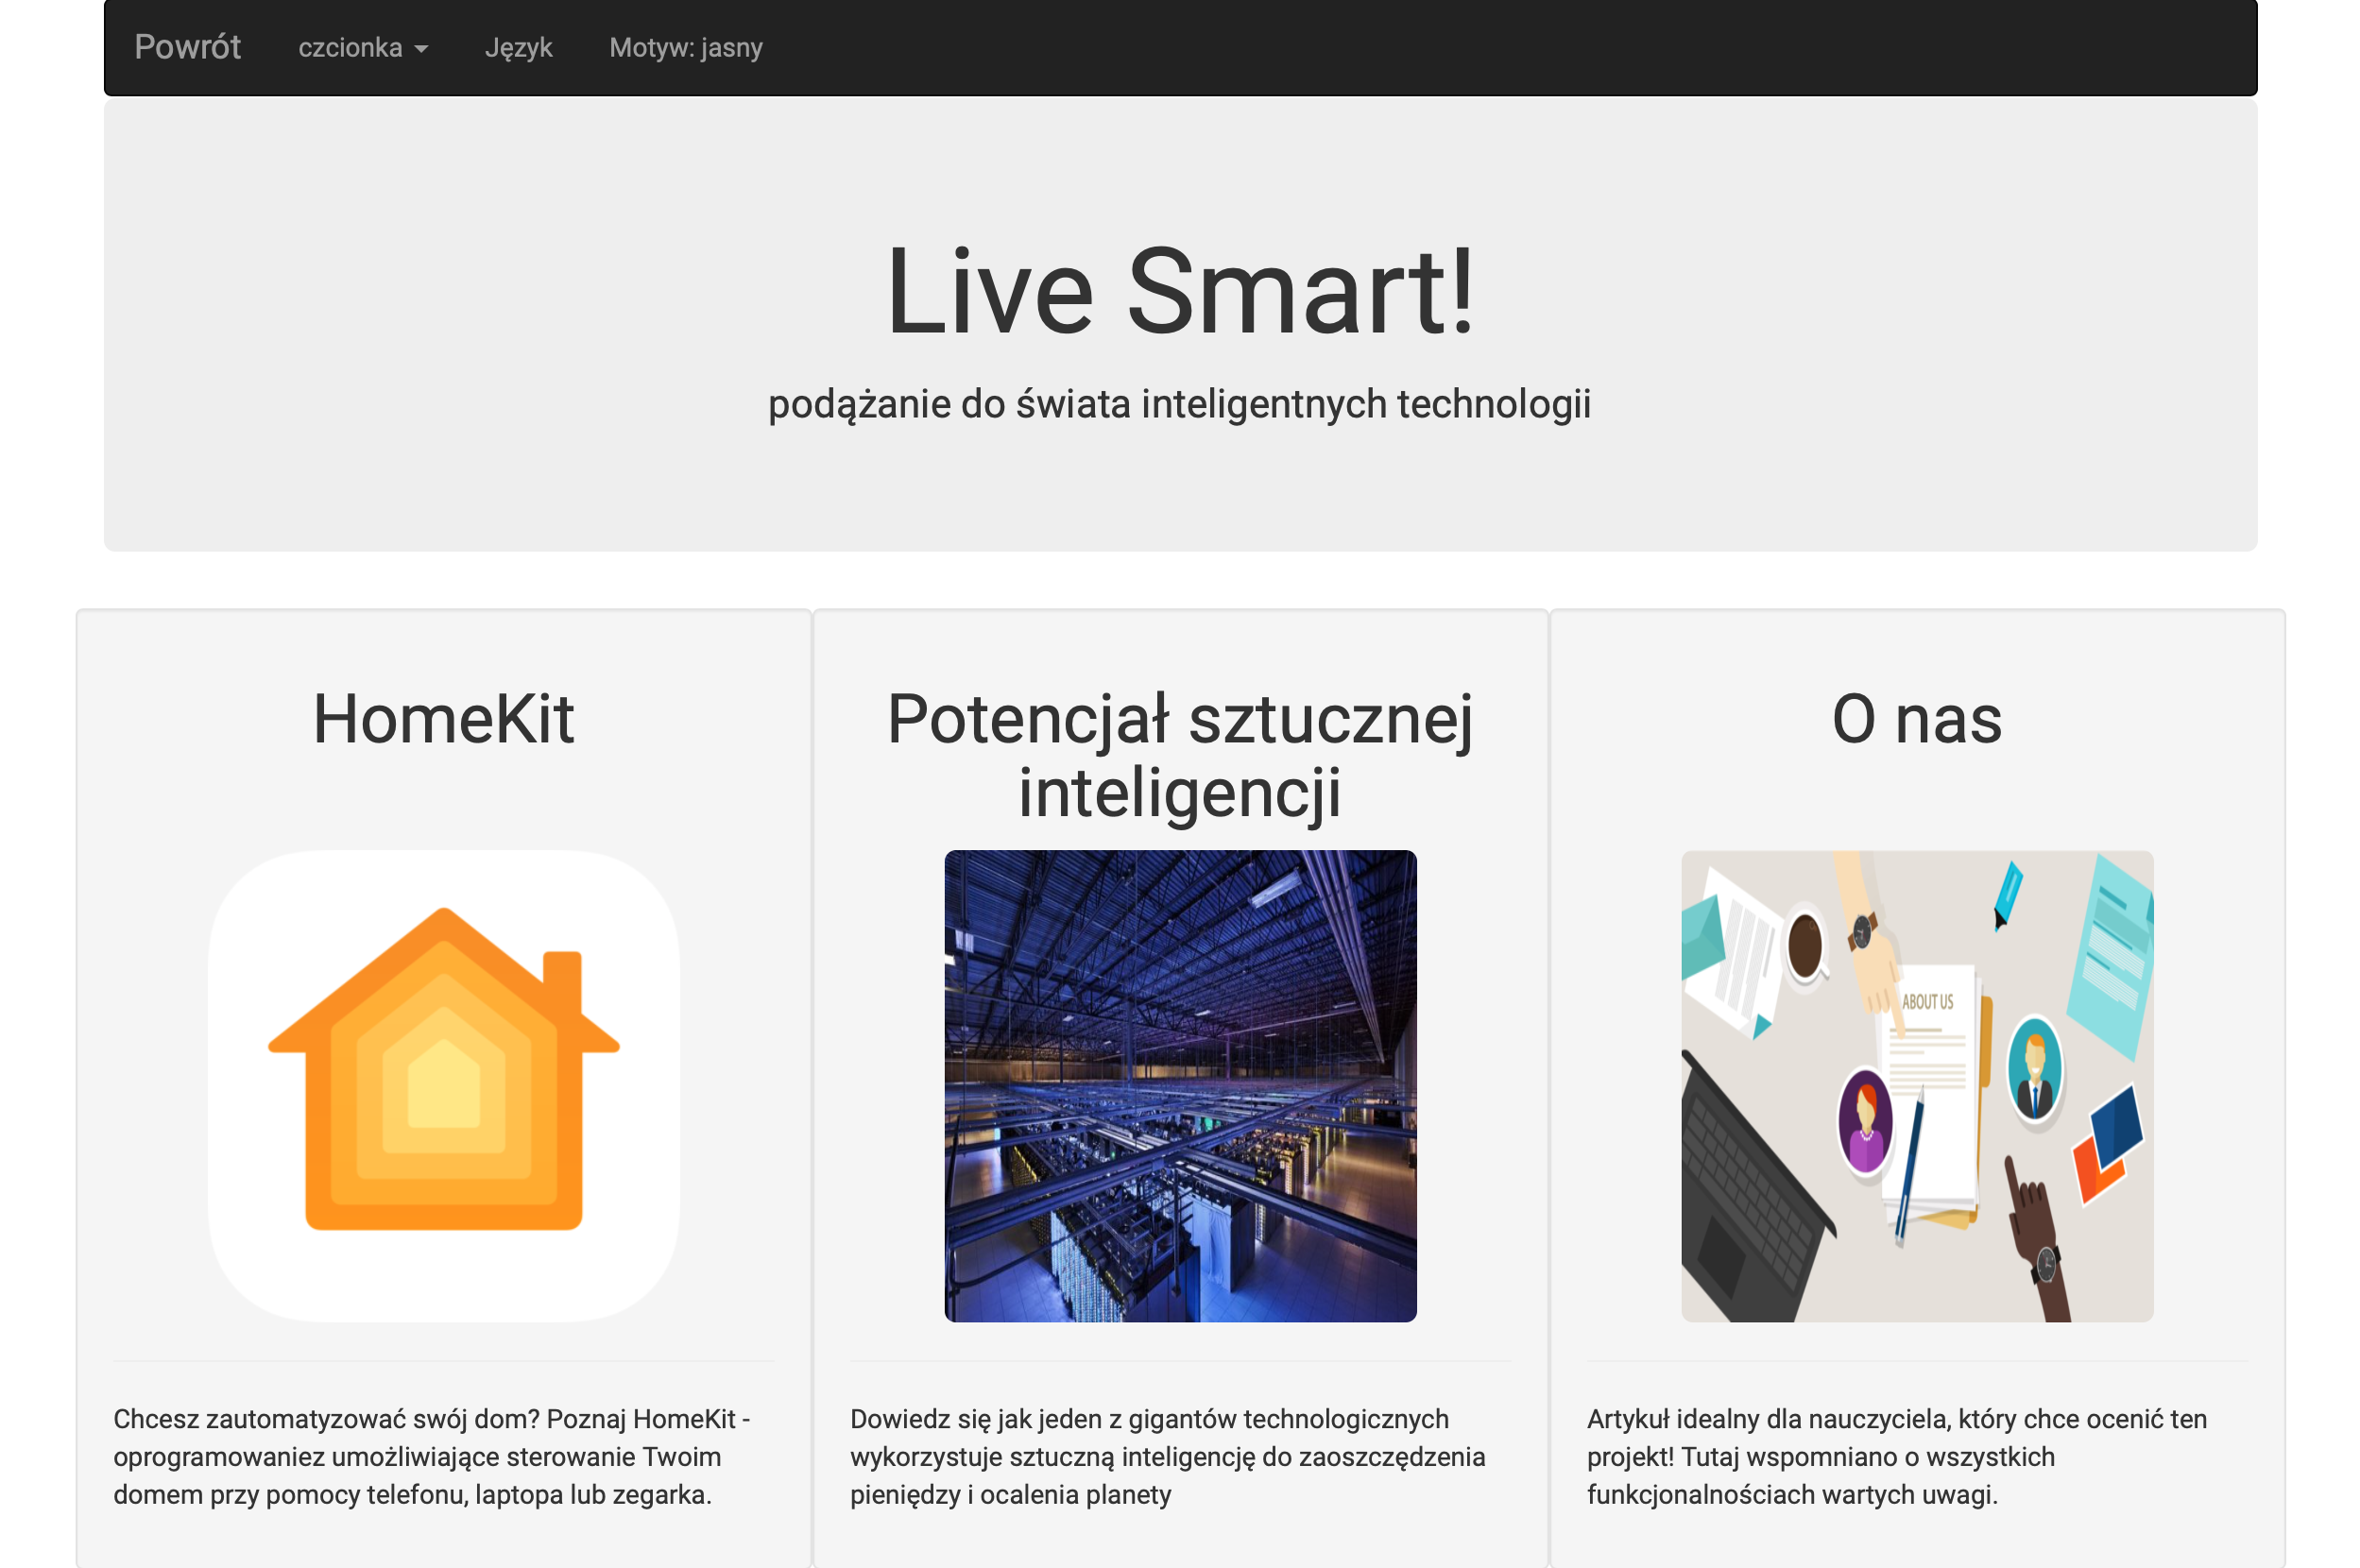 Powrót czcionka Język Motyw: jasny
Live Smart!
podążanie do świata inteligentnych technologii
HomeKit
Chcesz zautomatyzować swój dom? Poznaj HomeKit -
oprogramowaniez umożliwiające sterowanie Twoim
domem przy pomocy telefonu, laptopa lub zegarka.
Potencjał sztucznej
inteligencji
Dowiedz się jak jeden z gigantów technologicznych
wykorzystuje sztuczną inteligencję do zaoszczędzenia
pieniędzy i ocalenia planety
O nas
ABOUT US
Artykuł idealny dla nauczyciela, który chce ocenić ten
projekt! Tutaj wspomniano o wszystkich
funkcjonalnościach wartych uwagi.